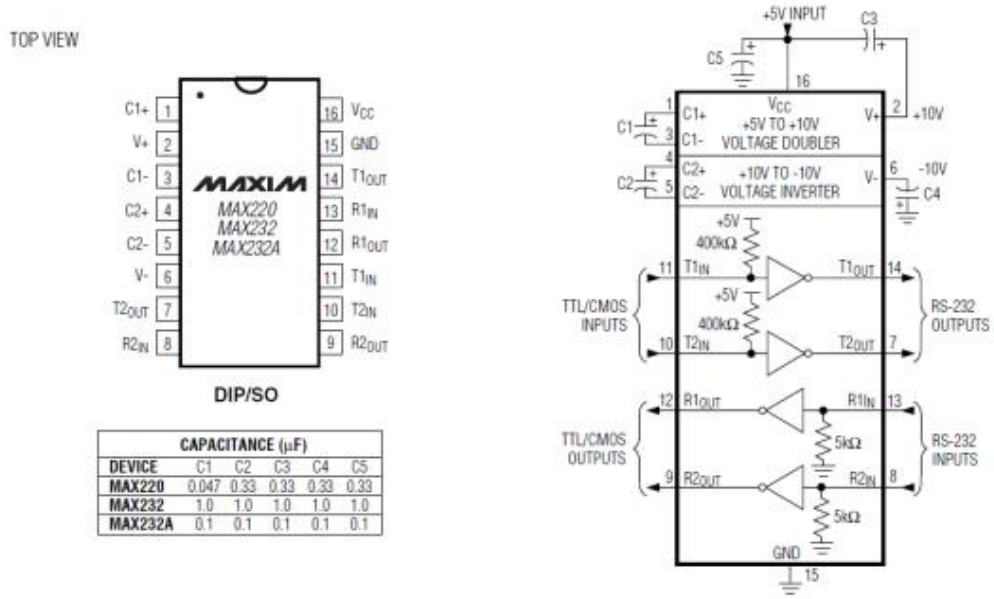 TOP VIEW
C1+ 1
V+ 2
C1- 3
C2+ 4
C2- 5
V- 6
T2OUT 7
R2IN 8
16 VCC
15 GND
14 T1OUT
13 R1IN
12 R1OUT
11 T1IN
10 T2IN
9 R2OUT
MAXIM
MAX220
MAX232
MAX232A
DIP/SO
CAPACITANCE (µF)
DEVICE C1 C2 C3 C4 C5
MAX220 0.047 0.33 0.33 0.33 0.33
MAX232 1.0 1.0 1.0 1.0 1.0
MAX232A 0.1 0.1 0.1 0.1 0.1
+5V INPUT
C3
+
C5
+
16
1
C1+
VCC
V+
2
+10V
C1
+
3
C1-
+5V TO +10V
VOLTAGE DOUBLER
4
C2+
+10V TO -10V
V-
6
-10V
C2
+
5
C2-
VOLTAGE INVERTER
C4
+
+5V
400kΩ
11
T1IN
T1OUT
14
+5V
400kΩ
TTL/CMOS
INPUTS
RS-232
OUTPUTS
10
T2IN
T2OUT
7
12
R1OUT
R1IN
13
5kΩ
TTL/CMOS
OUTPUTS
RS-232
INPUTS
9
R2OUT
R2IN
8
5kΩ
GND
15